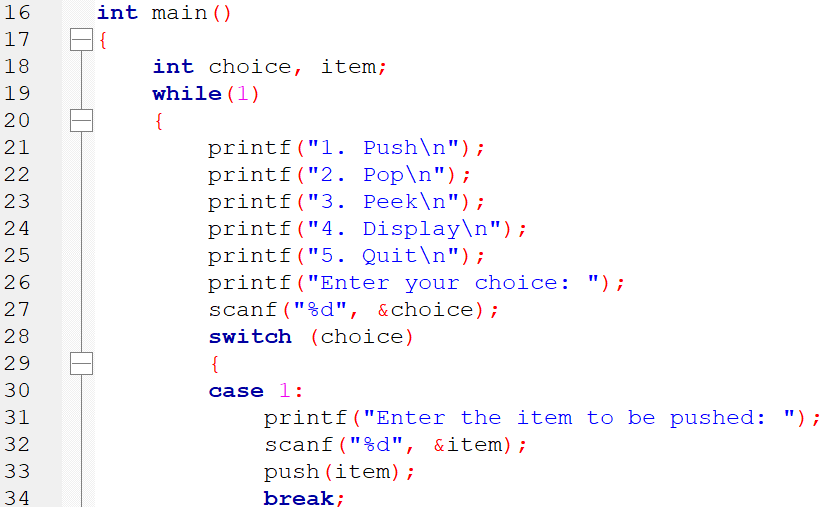 16 int main()
17 {
18     int choice, item;
19     while(1)
20     {
21         printf("1. Push\n");
22         printf("2. Pop\n");
23         printf("3. Peek\n");
24         printf("4. Display\n");
25         printf("5. Quit\n");
26         printf("Enter your choice: ");
27         scanf("%d", &choice);
28         switch (choice)
29         {
30         case 1:
31             printf("Enter the item to be pushed: ");
32             scanf("%d", &item);
33             push(item);
34             break;